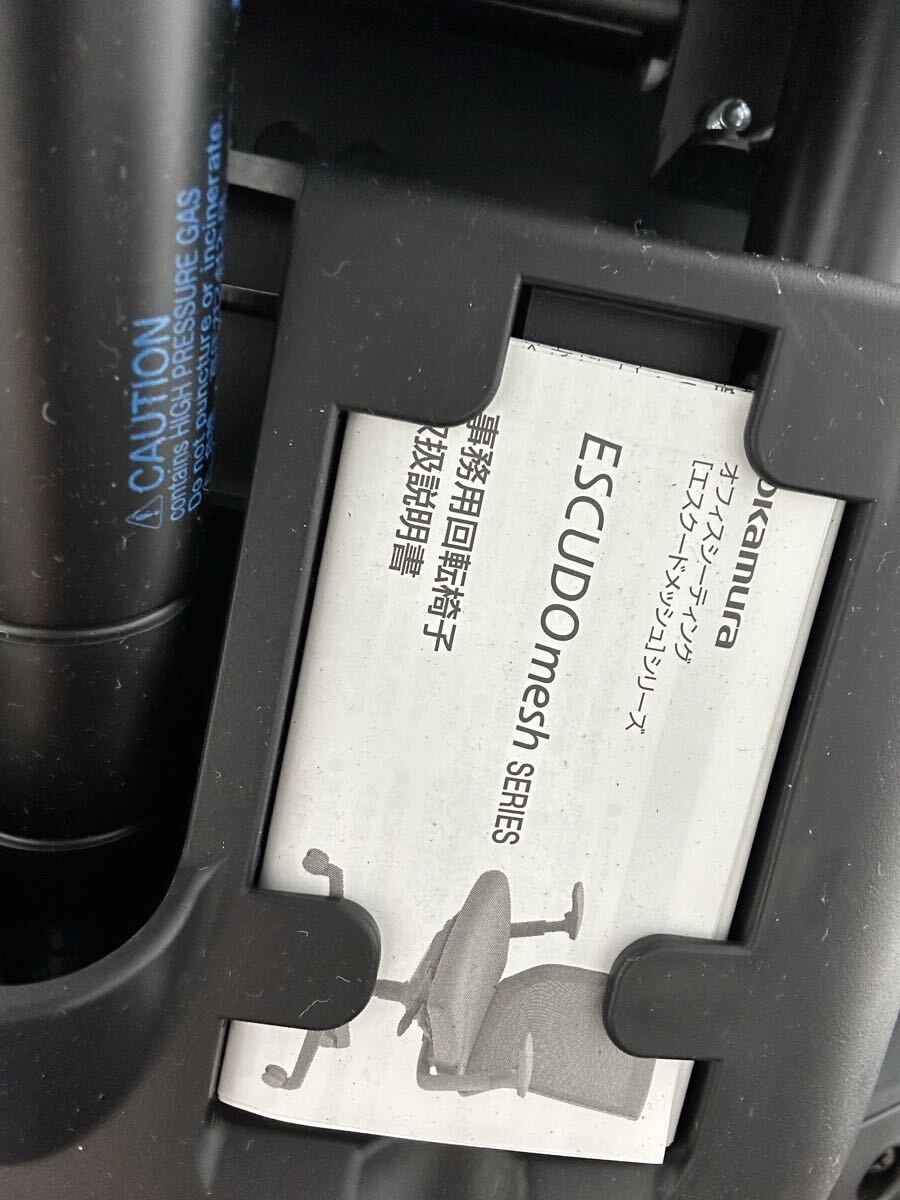 okamura
オフィスシーティング
[エスクードメッシュ]シリーズ
ESCUDOmesh SERIES
事務用回転椅子
取扱説明書
⚠CAUTION
contains HIGH PRESSURE GAS
Do not puncture or incinerato.